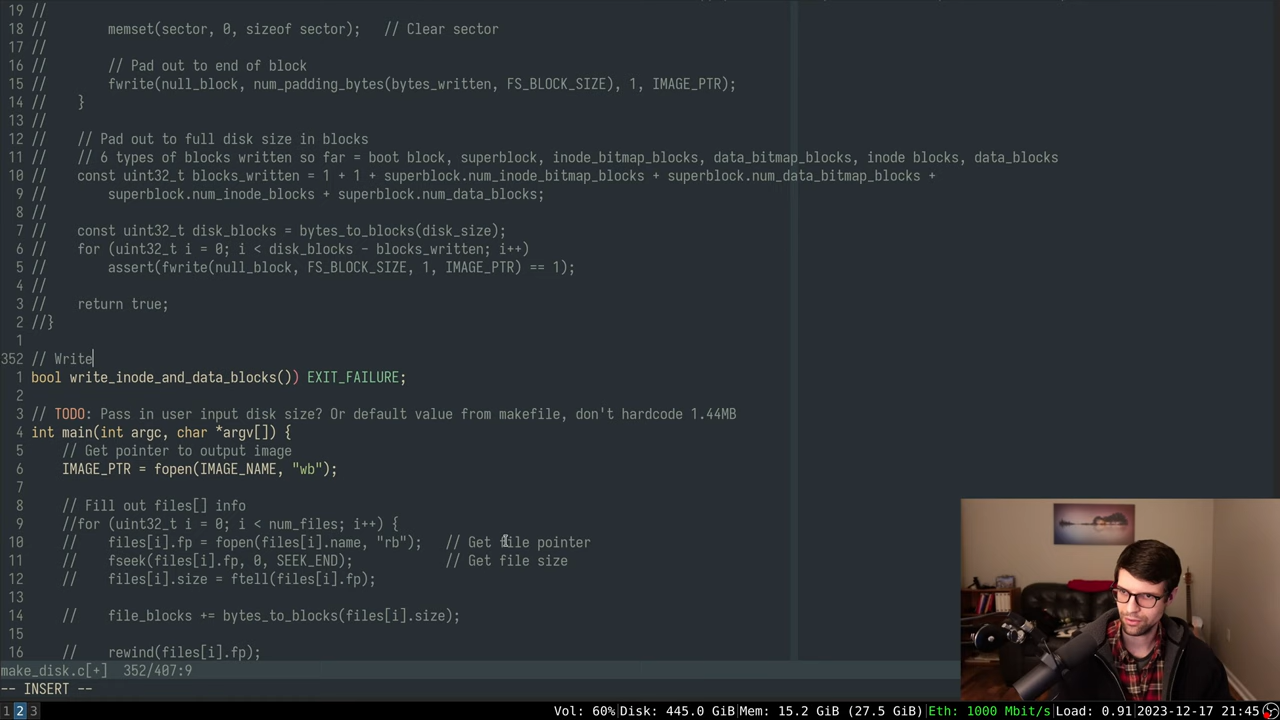 19 //
18 //        memset(sector, 0, sizeof sector);   // Clear sector
17 //
16 //        // Pad out to end of block
15 //        fwrite(null_block, num_padding_bytes(bytes_written, FS_BLOCK_SIZE), 1, IMAGE_PTR);
14 //    }
13 //
12 //    // Pad out to full disk size in blocks
11 //    // 6 types of blocks written so far = boot block, superblock, inode_bitmap_blocks, data_bitmap_blocks, inode blocks, data_blocks
10 //    const uint32_t blocks_written = 1 + 1 + superblock.num_inode_bitmap_blocks + superblock.num_data_bitmap_blocks +
9 //        superblock.num_inode_blocks + superblock.num_data_blocks;
8 //
7 //    const uint32_t disk_blocks = bytes_to_blocks(disk_size);
6 //    for (uint32_t i = 0; i < disk_blocks - blocks_written; i++)
5 //        assert(fwrite(null_block, FS_BLOCK_SIZE, 1, IMAGE_PTR) == 1);
4 //
3 //    return true;
2 //}
1
352 // Write
1 bool write_inode_and_data_blocks()) EXIT_FAILURE;
2
3 // TODO: Pass in user input disk size? Or default value from makefile, don't hardcode 1.44MB
4 int main(int argc, char *argv[]) {
5     // Get pointer to output image
6     IMAGE_PTR = fopen(IMAGE_NAME, "wb");
7
8     // Fill out files[] info
9     //for (uint32_t i = 0; i < num_files; i++) {
10     //    files[i].fp = fopen(files[i].name, "rb");   // Get file pointer
11     //    fseek(files[i].fp, 0, SEEK_END);            // Get file size
12     //    files[i].size = ftell(files[i].fp);
13
14     //    file_blocks += bytes_to_blocks(files[i].size);
15
16     //    rewind(files[i].fp);
make_disk.c[+]  352/407:9
-- INSERT --
1 2 3 Vol: 60%|Disk: 445.0 G|Mem: 15.2 G (27.5 G)|Eth: 1000 Mbit/s|Load: 0.91|2023-12-17 21:45